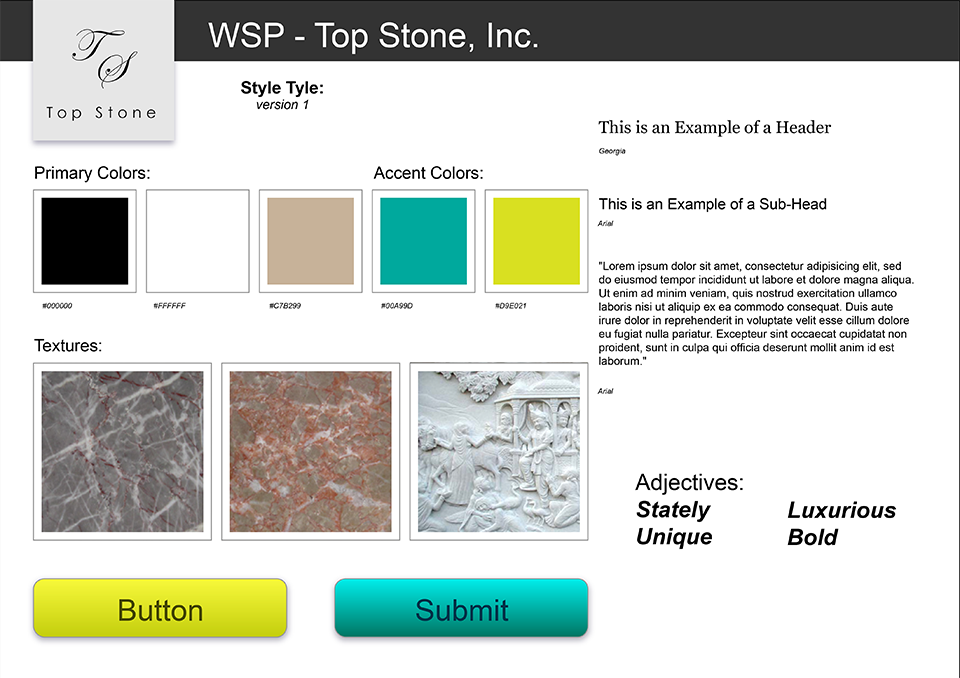 WSP - Top Stone, Inc.
TS
Top Stone
Style Tyle:
version 1
This is an Example of a Header
Georgia
Primary Colors:
Accent Colors:
#000000
#FFFFFF
#C7B299
#00A99D
#D9E021
This is an Example of a Sub-Head
Arial
"Lorem ipsum dolor sit amet, consectetur adipisicing elit, sed
do eiusmod tempor incididunt ut labore et dolore magna aliqua.
Ut enim ad minim veniam, quis nostrud exercitation ullamco
laboris nisi ut aliquip ex ea commodo consequat. Duis aute
irure dolor in reprehenderit in voluptate velit esse cillum dolore
eu fugiat nulla pariatur. Excepteur sint occaecat cupidatat non
proident, sunt in culpa qui officia deserunt mollit anim id est
laborum."
Arial
Textures:
Adjectives:
Stately Luxurious
Unique Bold
Button
Submit